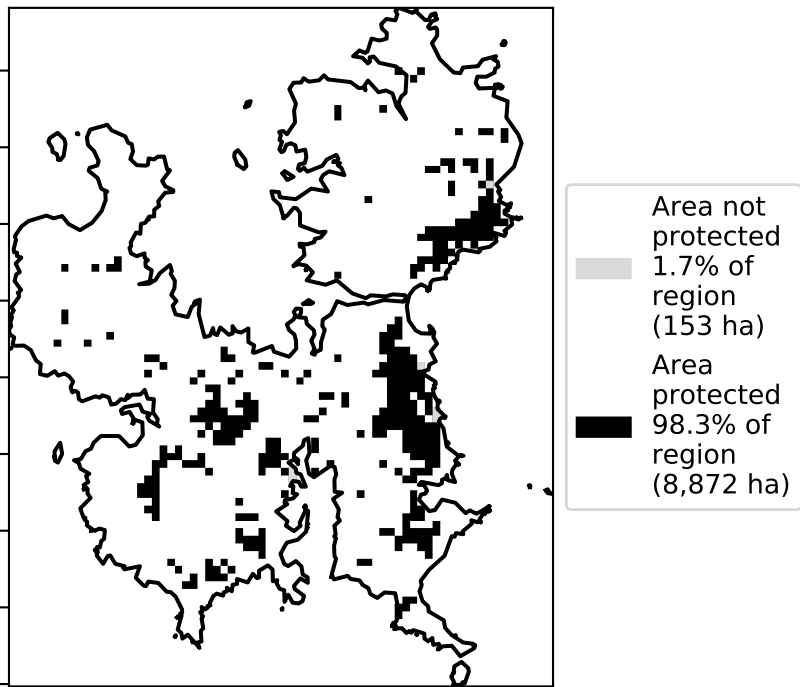 Area not
protected
1.7% of
region
(153 ha)
Area
protected
98.3% of
region
(8,872 ha)